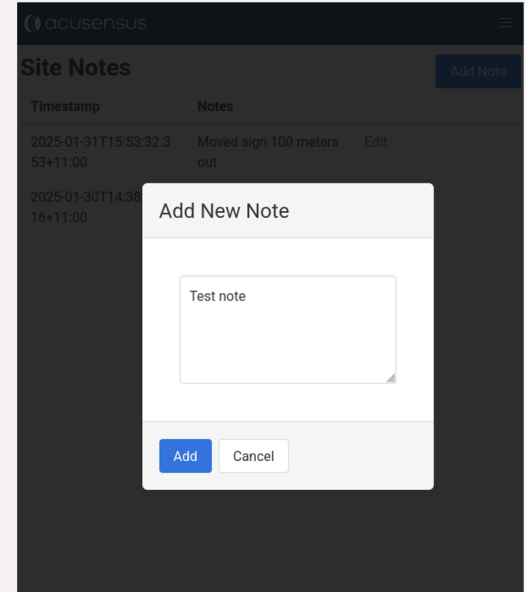 acusensus
Site Notes
Add Note
Timestamp
Notes
2025-01-31T15:53:32.3
53+11:00
Moved sign 100 meters
out
Edit
2025-01-30T14:38
16+11:00
Add New Note
Test note
Add
Cancel